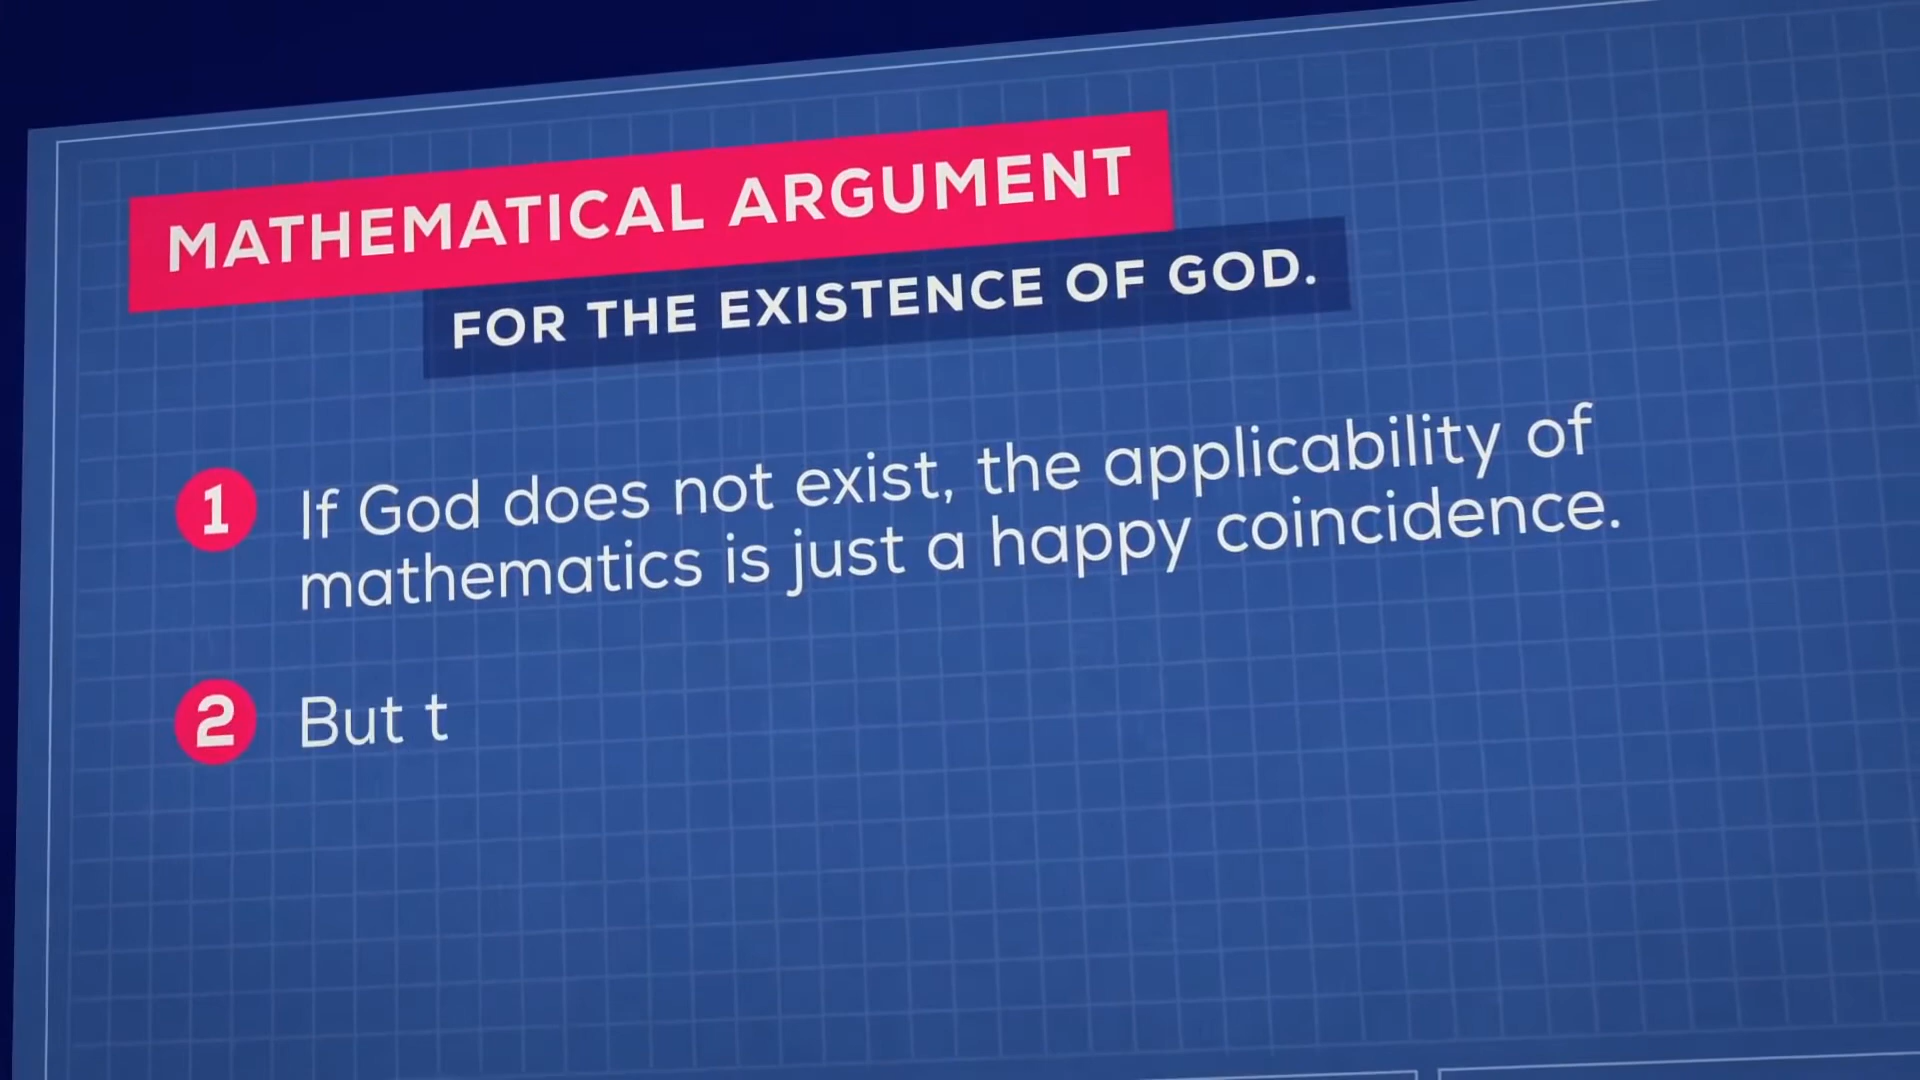 MATHEMATICAL ARGUMENT
FOR THE EXISTENCE OF GOD.
1 If God does not exist, the applicability of
mathematics is just a happy coincidence.
2 But t